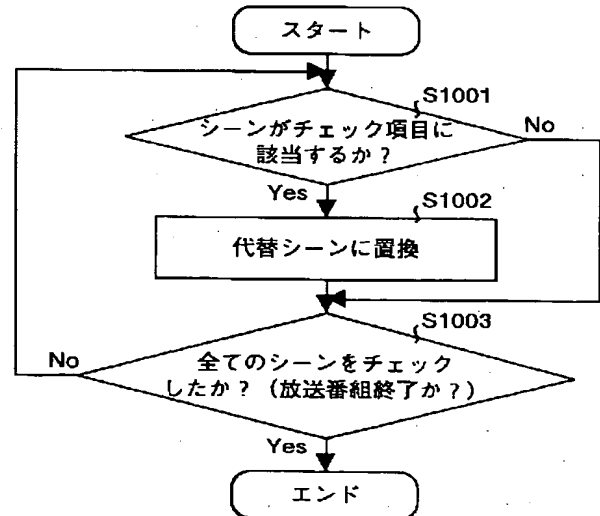 スタート
S1001
シーンがチェック項目に
該当するか？
No
Yes
S1002
代替シーンに置換
S1003
全てのシーンをチェック
したか？（放送番組終了か？）
No
Yes
エンド